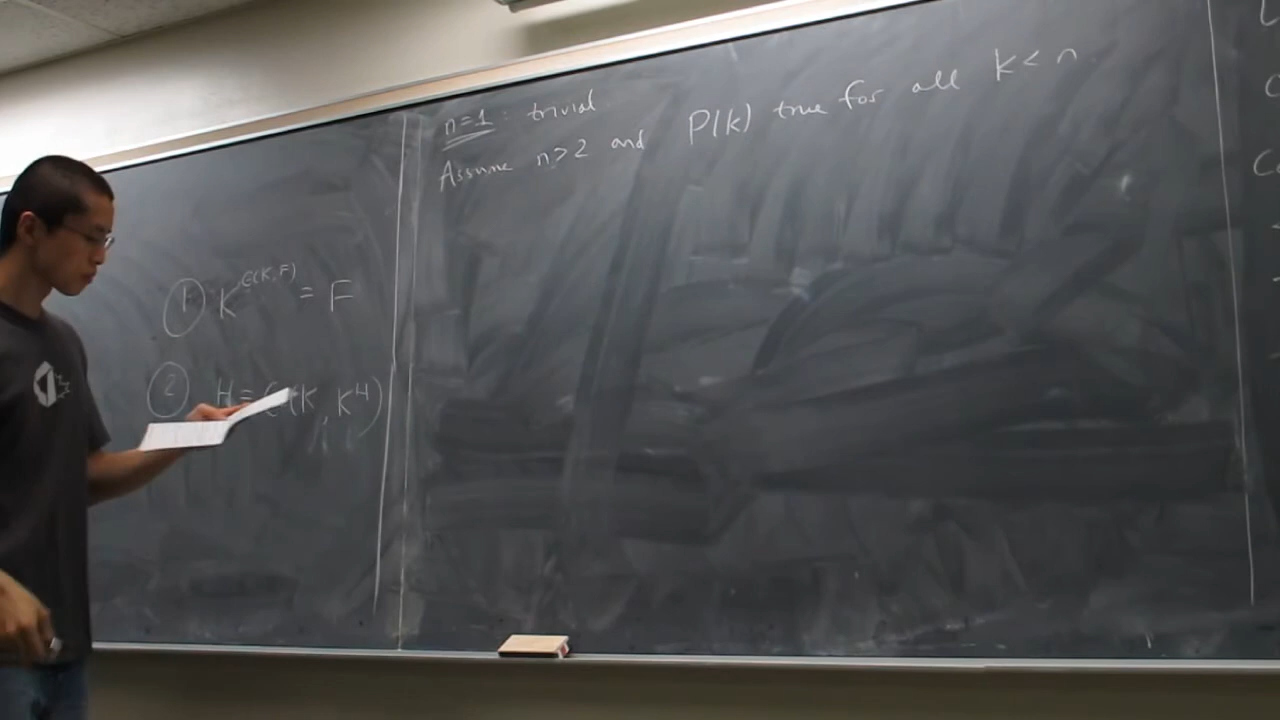 ① K^G(K,F) = F
② H = G(K, K^H)
n=1 : trivial
Assume n>2 and P(k) true for all k < n